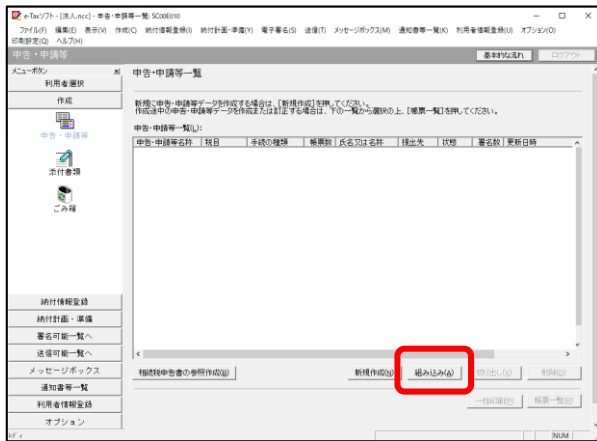 e-Taxソフト - [法人.ncc] - 申告・申請等一覧: SC00E010
ファイル(F) 編集(E) 表示(V) 作成(C) 納付情報登録(I) 納付計画・準備(Y) 電子署名(S) 送信(T) メッセージボックス(M) 通知書等一覧(K) 利用者情報登録(U) オプション(O)
印刷設定(Q) ヘルプ(H)
申告・申請等
基本的な流れ
ログアウト
メニューボタン
利用者選択
作成
申告・申請等
添付書類
ごみ箱
納付情報登録
納付計画・準備
署名可能一覧へ
送信可能一覧へ
メッセージボックス
通知書等一覧
利用者情報登録
オプション
申告・申請等一覧
新規に申告・申請等データを作成する場合は、[新規作成]を押してください。
作成途中の申告・申請等データを作成または訂正する場合は、下の一覧から選択の上、[帳票一覧]を押してください。
申告・申請等一覧(L):
申告・申請等名称 税目 手続の種類 帳票数 氏名又は名称 提出先 状態 署名数 更新日時
相続税申告書の参照作成(W) 新規作成(N) 組み込み(A) 切り出し(X) 削除(D)
一括印刷(P) 帳票一覧(G)
ﾚﾃﾞｨ
NUM